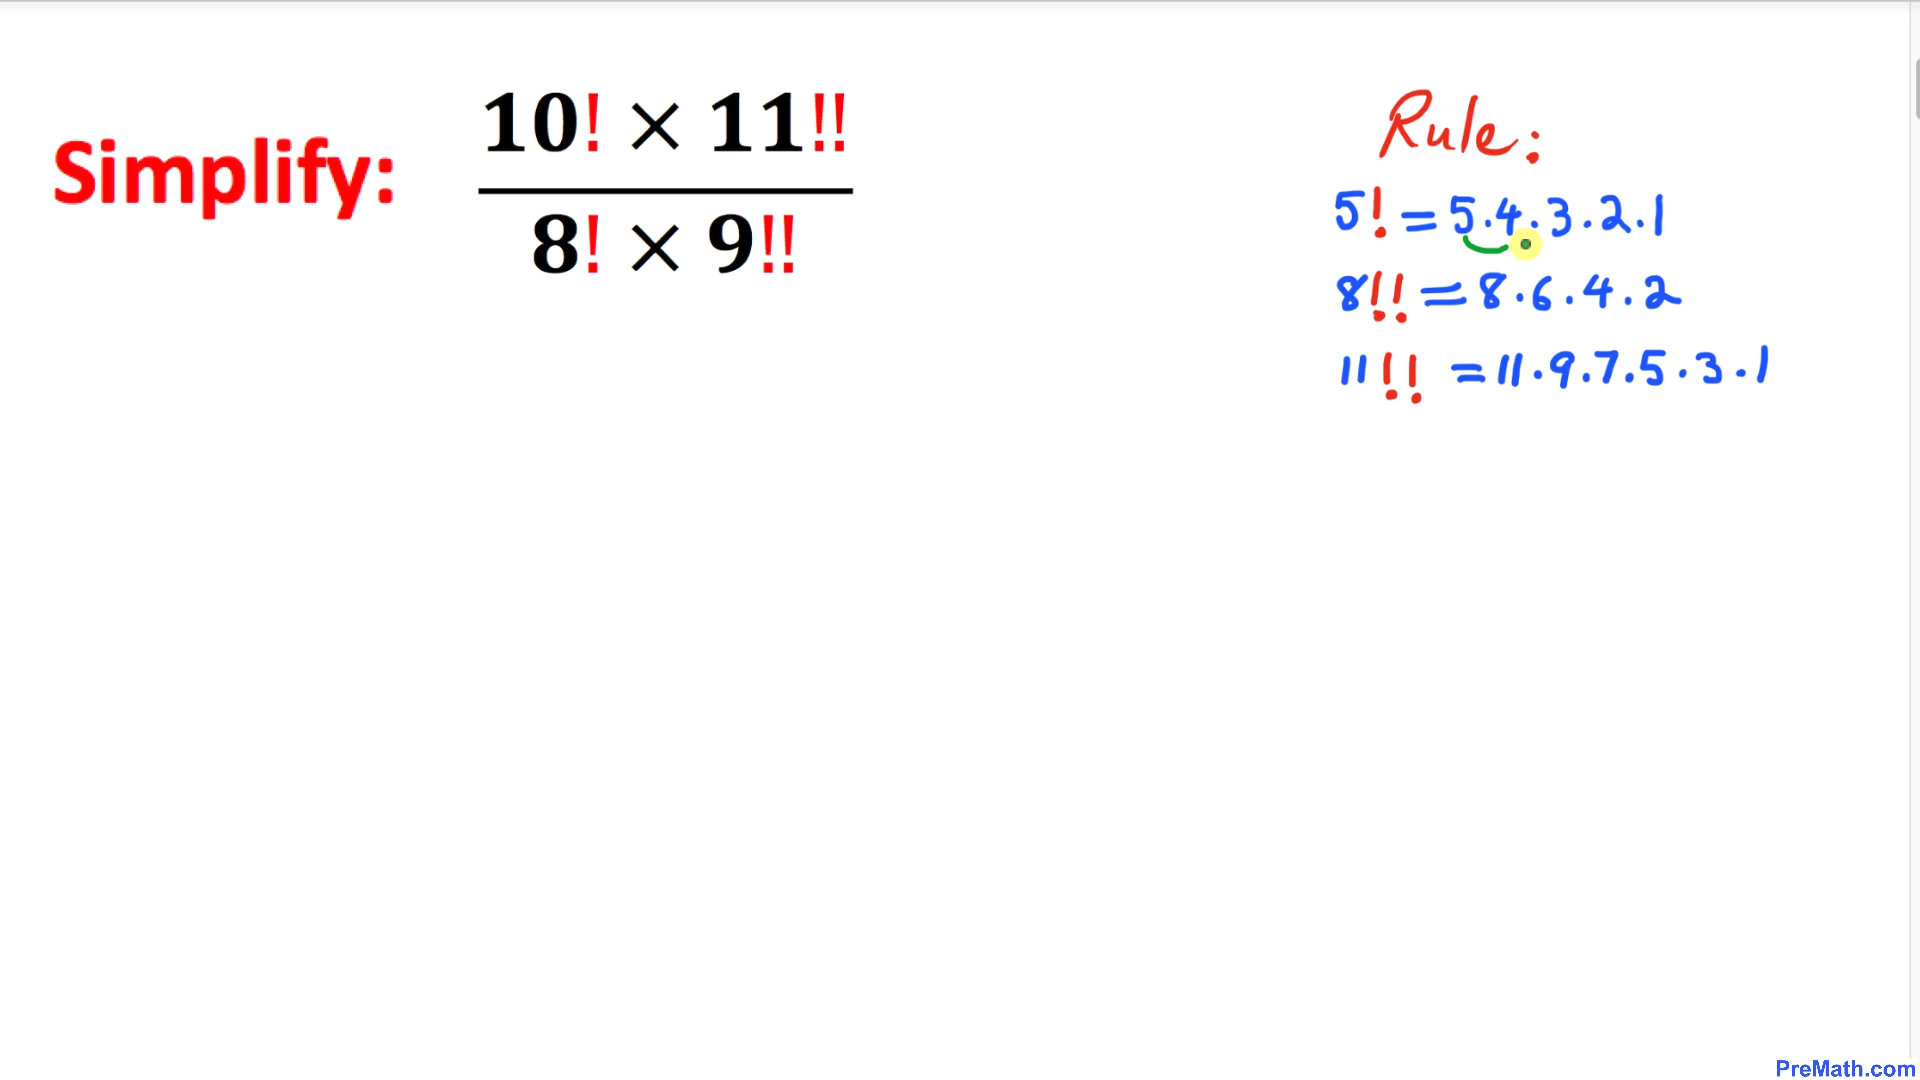 Simplify: 10! × 11!! / 8! × 9!!
Rule:
5! = 5.4.3.2.1
8!! = 8.6.4.2
11!! = 11.9.7.5.3.1
PreMath.com